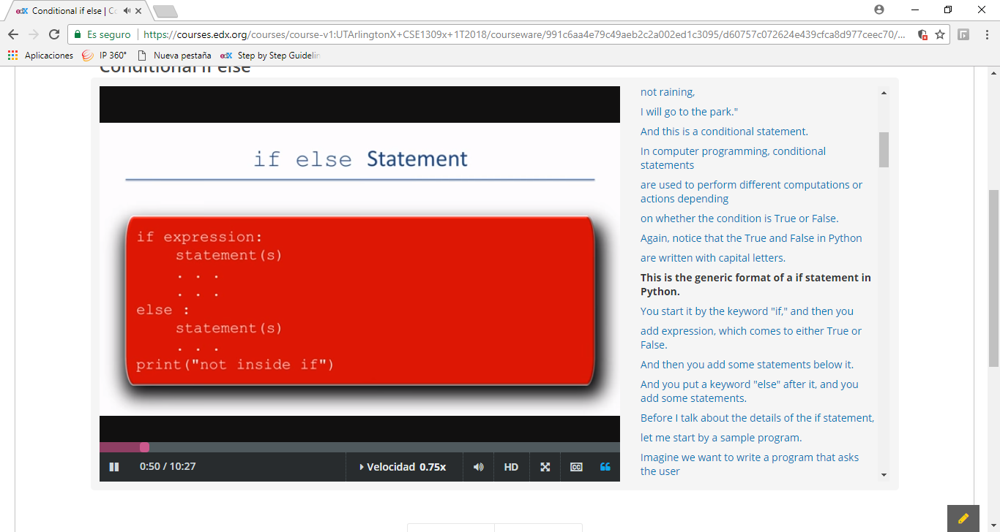 edX Conditional if else | Co
Es seguro
https://courses.edx.org/courses/course-v1:UTArlingtonX+CSE1309x+1T2018/courseware/991c6aa4e79c49aeb2c2a002ed1c3095/d60757c072624e439cfca8d977ceec70/...
Aplicaciones
IP 360°
Nueva pestaña
edX Step by Step Guidelin
Conditional if else
if else Statement
if expression:
statement(s)
. . .
. . .
else :
statement(s)
. . .
print("not inside if")
0:50 / 10:27
Velocidad 0.75x
HD
CC
not raining,
I will go to the park."
And this is a conditional statement.
In computer programming, conditional
statements
are used to perform different computations or
actions depending
on whether the condition is True or False.
Again, notice that the True and False in Python
are written with capital letters.
This is the generic format of a if statement in
Python.
You start it by the keyword "if," and then you
add expression, which comes to either True or
False.
And then you add some statements below it.
And you put a keyword "else" after it, and you
add some statements.
Before I talk about the details of the if statement,
let me start by a sample program.
Imagine we want to write a program that asks
the user